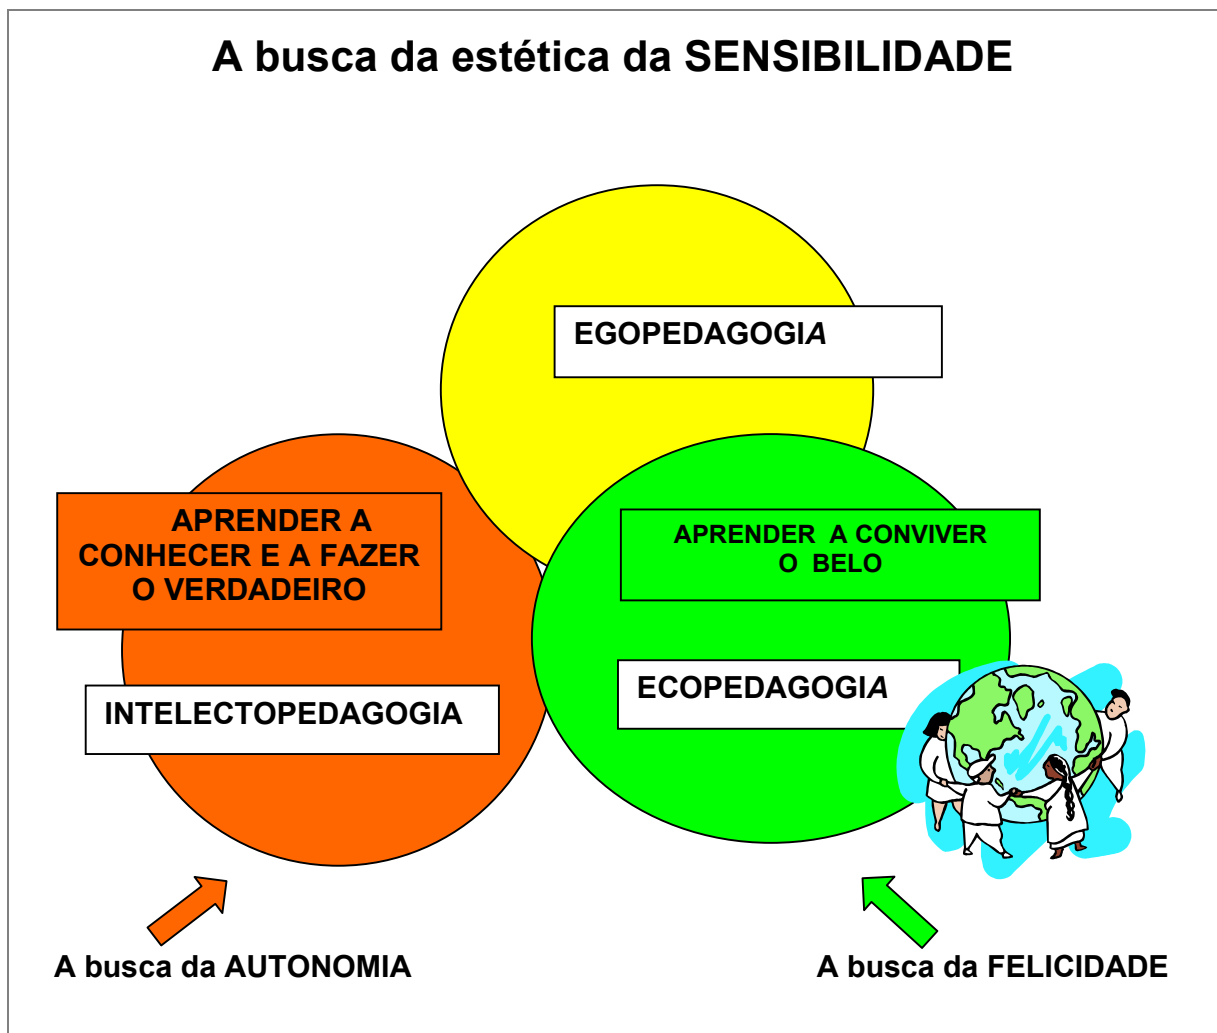 A busca da estética da SENSIBILIDADE
EGOPEDAGOGIA
APRENDER A
CONHECER E A FAZER
O VERDADEIRO
APRENDER A CONVIVER
O BELO
INTELECTOPEDAGOGIA
ECOPEDAGOGIA
A busca da AUTONOMIA
A busca da FELICIDADE